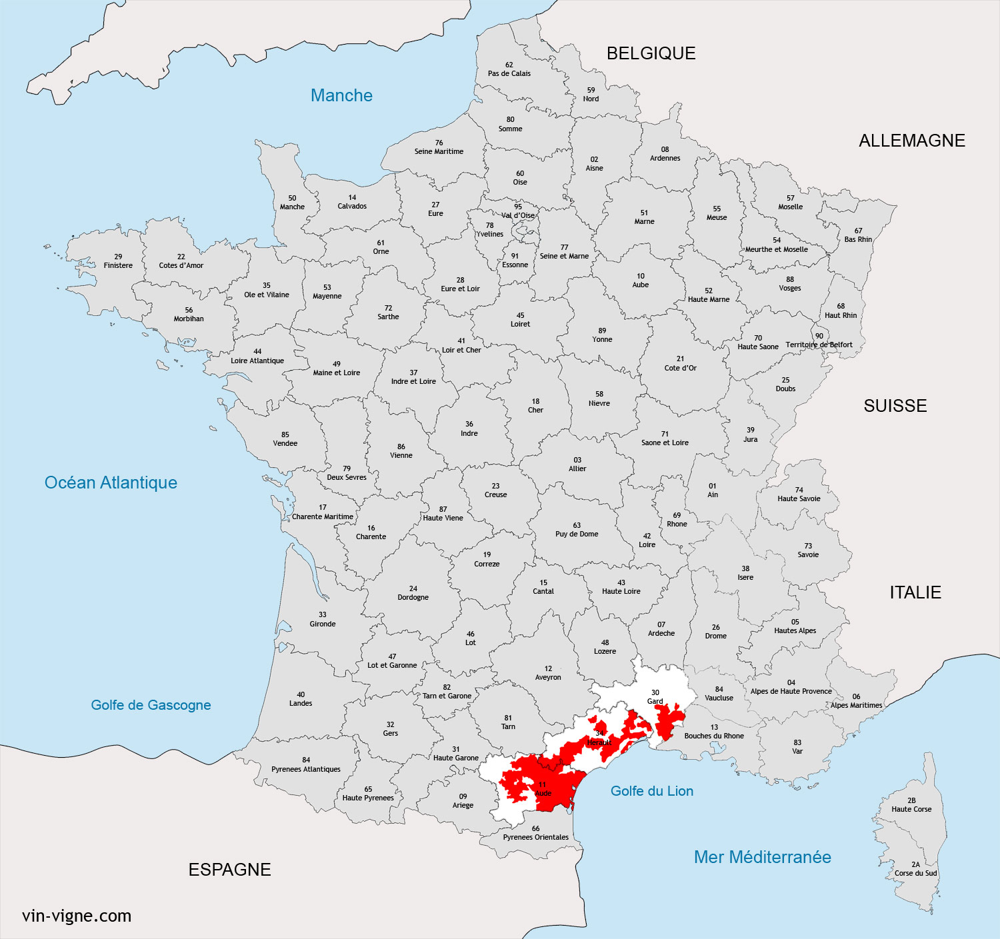 BELGIQUE
62
Pas de Calais
59
Nord
Manche
80
Somme
ALLEMAGNE
76
Seine Maritime
08
Ardennes
02
Aisne
60
Oise
50
Manche
14
Calvados
27
Eure
95
Val d'Oise
57
Moselle
55
Meuse
51
Marne
78
Yvelines
67
Bas Rhin
54
Meurthe et Moselle
61
Orne
77
Seine et Marne
91
Essonne
29
Finistere
22
Cotes d'Amor
10
Aube
88
Vosges
28
Eure et Loir
35
Ole et Vilaine
53
Mayenne
52
Haute Marne
72
Sarthe
56
Morbihan
45
Loiret
68
Haut Rhin
89
Yonne
90
Territoire de Belfort
70
Haute Saone
41
Loir et Cher
44
Loire Atlantique
21
Cote d'Or
49
Maine et Loire
37
Indre et Loire
25
Doubs
58
Nievre
18
Cher
SUISSE
36
Indre
39
Jura
85
Vendee
71
Saone et Loire
86
Vienne
03
Allier
79
Deux Sevres
Océan Atlantique
23
Creuse
01
Ain
74
Haute Savoie
17
Charente Maritime
87
Haute Viene
69
Rhone
16
Charente
63
Puy de Dome
42
Loire
73
Savoie
19
Correze
38
Isere
15
Cantal
43
Haute Loire
24
Dordogne
ITALIE
33
Gironde
07
Ardeche
26
Drome
05
Hautes Alpes
46
Lot
48
Lozere
47
Lot et Garonne
12
Aveyron
82
Tarn et Garone
40
Landes
30
Gard
84
Vaucluse
04
Alpes de Haute Provence
06
Alpes Maritimes
Golfe de Gascogne
32
Gers
81
Tarn
34
Herault
13
Bouches du Rhone
83
Var
31
Haute Garone
84
Pyrenees Atlantiques
65
Haute Pyrenees
09
Ariege
11
Aude
Golfe du Lion
2B
Haute Corse
66
Pyrenees Orientales
Mer Méditerranée
ESPAGNE
2A
Corse du Sud
vin-vigne.com